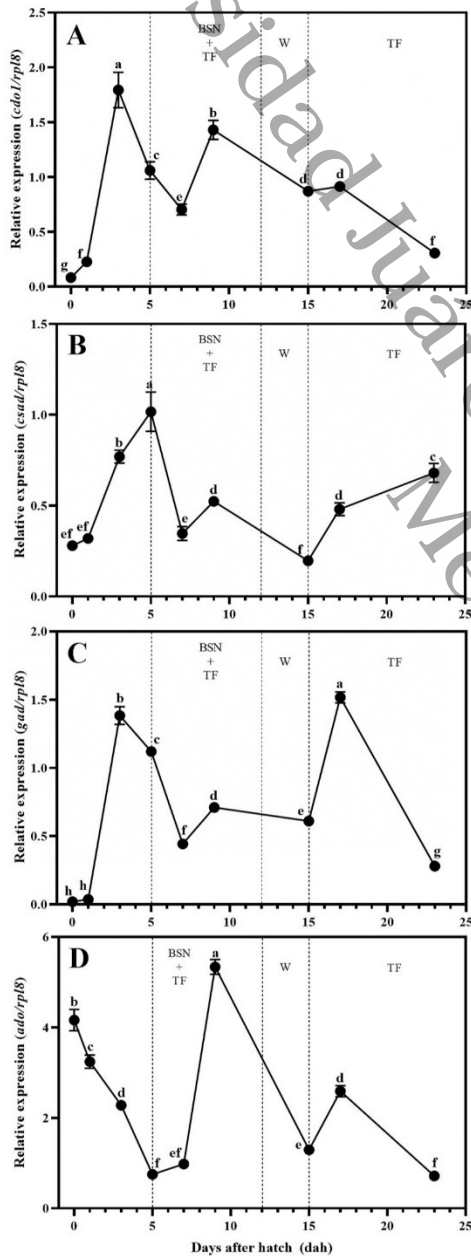 A
BSN
+
TF
W
TF
Relative expression (cdo1/rpl8)
2.5
2.0
1.5
1.0
0.5
0.0
g
f
a
c
e
b
d
d
f
0 5 10 15 20 25
B
BSN
+
TF
W
TF
Relative expression (csad/rpl8)
1.5
1.0
0.5
0.0
ef
ef
b
a
e
d
f
d
c
0 5 10 15 20 25
C
BSN
+
TF
W
TF
Relative expression (gad/rpl8)
2.0
1.5
1.0
0.5
0.0
h
h
b
c
f
d
e
a
g
0 5 10 15 20 25
D
BSN
+
TF
W
TF
Relative expression (ado/rpl8)
6
4
2
0
b
c
d
f
ef
a
e
d
f
0 5 10 15 20 25
Days after hatch (dah)
sidad Juár
M